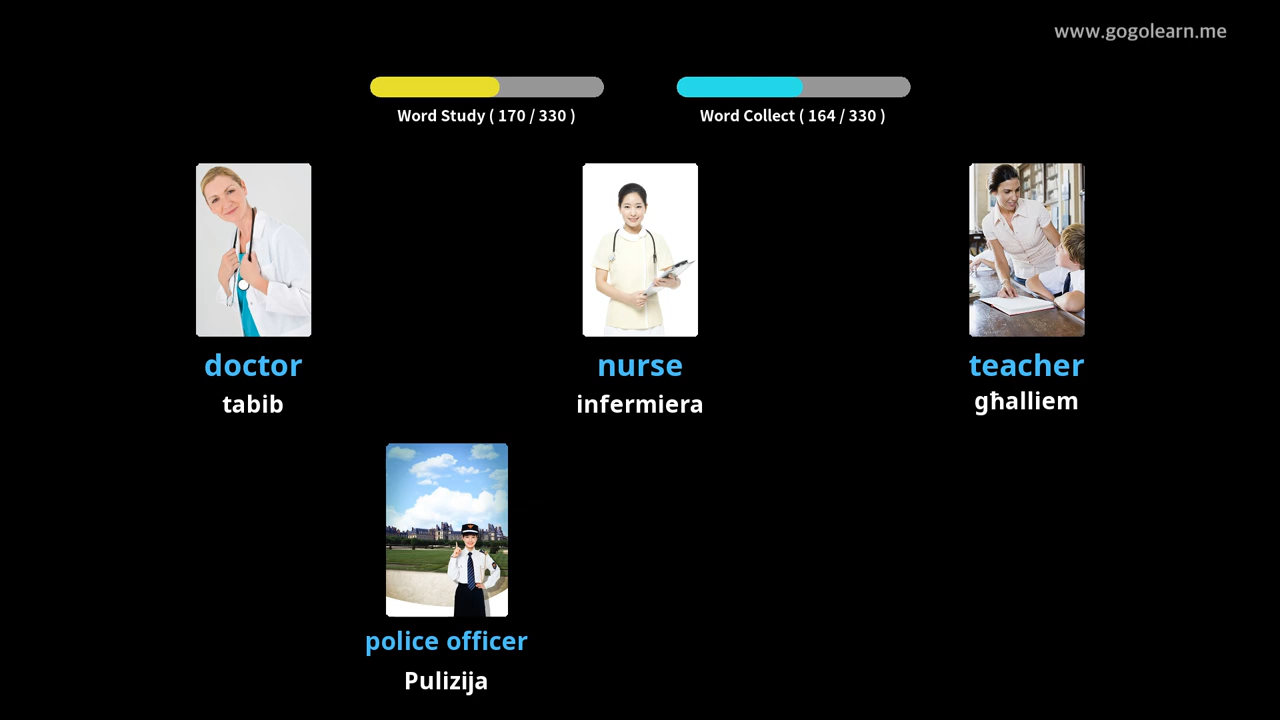 www.gogolearn.me
Word Study ( 170 / 330 )
Word Collect ( 164 / 330 )
doctor
nurse
teacher
tabib
infermiera
għalliem
police officer
Pulizija